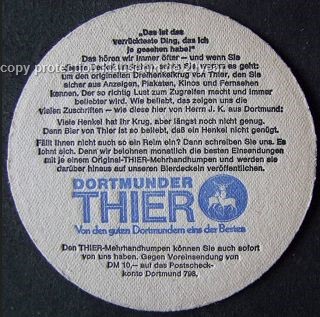 „Das ist das
verrückteste Ding, das ich
je gesehen habe!"
Das hören wir immer öfter – und wenn Sie
copy protec
um den originellen Dreihenkelkrug von Thier, den Sie
sicher aus Anzeigen, Plakaten, Kinos und Fernsehen
kennen. Der so richtig Lust zum Zugreifen macht und immer
beliebter wird. Wie beliebt, das zeigen uns die
vielen Zuschriften – wie diese hier von Herrn J. K. aus Dortmund:
Viele Henkel hat Ihr Krug, aber längst noch nicht genug.
Denn Bier von Thier ist so beliebt, daß ein Henkel nicht genügt.
Fällt Ihnen nicht auch so ein Reim ein? Dann schreiben Sie uns. Es
lohnt sich. Denn wir belohnen monatlich die besten Einsendungen
mit je einem Original-THIER-Mehrhandhumpen und werden sie
darüber hinaus auf unseren Bierdeckeln veröffentlichen.
DORTMUNDER
THIER
Von den guten Dortmundern eins der Besten
Den THIER-Mehrhandhumpen können Sie auch sofort
von uns haben. Gegen Voreinsendung von
DM 10,– auf das Postscheck-
konto Dortmund 798.